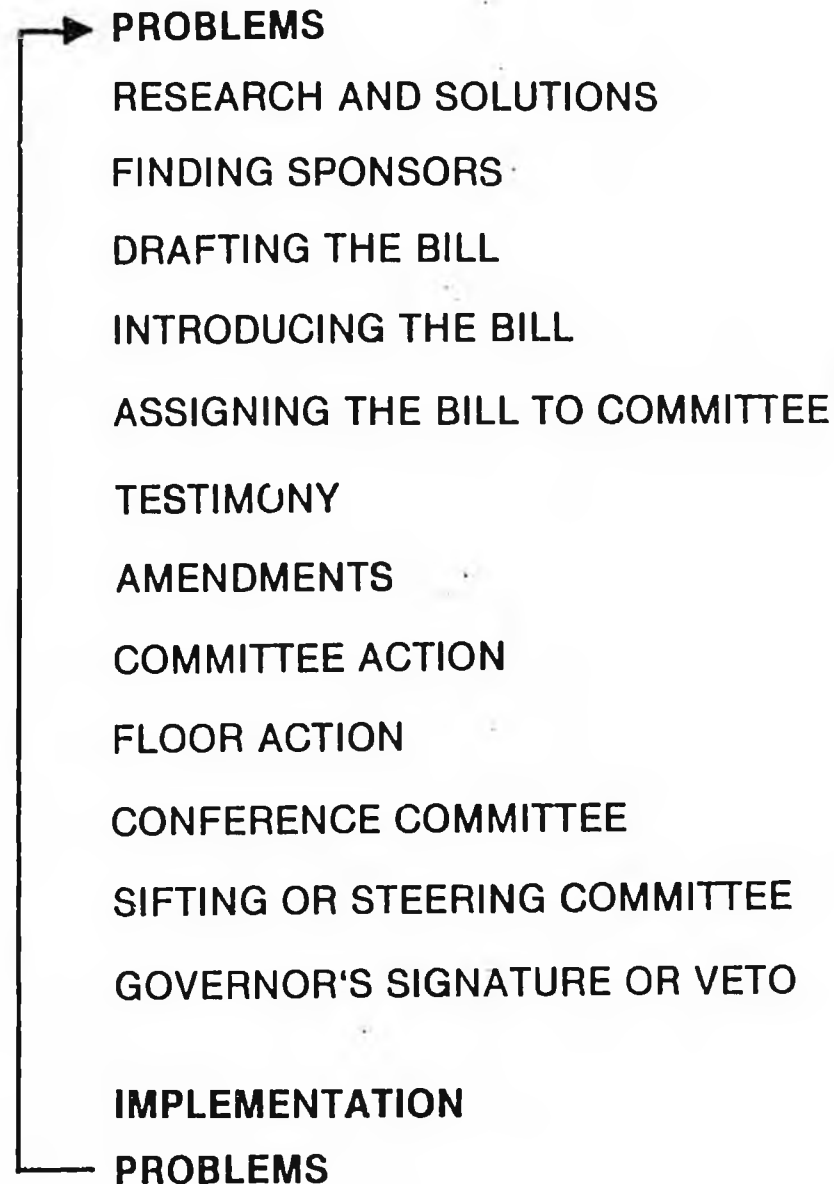 PROBLEMS
RESEARCH AND SOLUTIONS
FINDING SPONSORS
DRAFTING THE BILL
INTRODUCING THE BILL
ASSIGNING THE BILL TO COMMITTEE
TESTIMONY
AMENDMENTS
COMMITTEE ACTION
FLOOR ACTION
CONFERENCE COMMITTEE
SIFTING OR STEERING COMMITTEE
GOVERNOR'S SIGNATURE OR VETO
IMPLEMENTATION
PROBLEMS